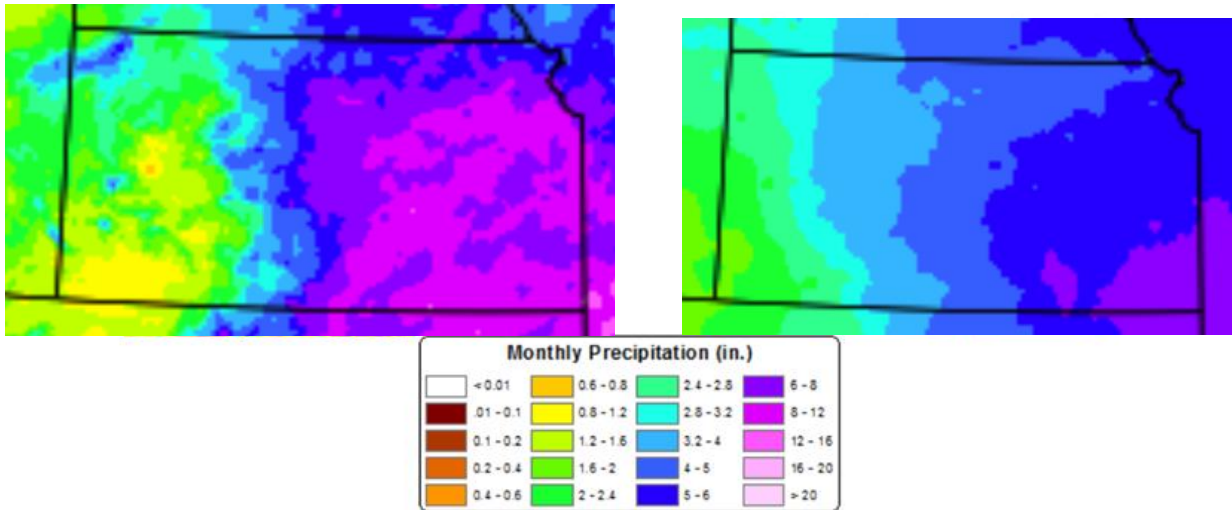 Monthly Precipitation (in.)
< 0.01 0.6 - 0.8 2.4 - 2.8 6 - 8
.01 - 0.1 0.8 - 1.2 2.8 - 3.2 8 - 12
0.1 - 0.2 1.2 - 1.6 3.2 - 4 12 - 16
0.2 - 0.4 1.6 - 2 4 - 5 16 - 20
0.4 - 0.6 2 - 2.4 5 - 6 > 20